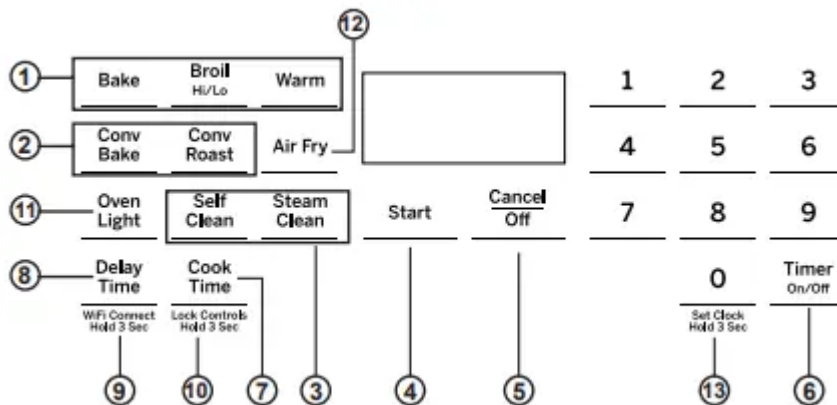 12
1
Bake
Broil
Hi/Lo
Warm
1
2
3
2
Conv
Bake
Conv
Roast
Air Fry
4
5
6
11
Oven
Light
Self
Clean
Steam
Clean
Start
Cancel
Off
7
8
9
8
Delay
Time
Cook
Time
0
Timer
On/Off
WiFi Connect
Hold 3 Sec
Lock Controls
Hold 3 Sec
Set Clock
Hold 3 Sec
9
10
7
3
4
5
13
6